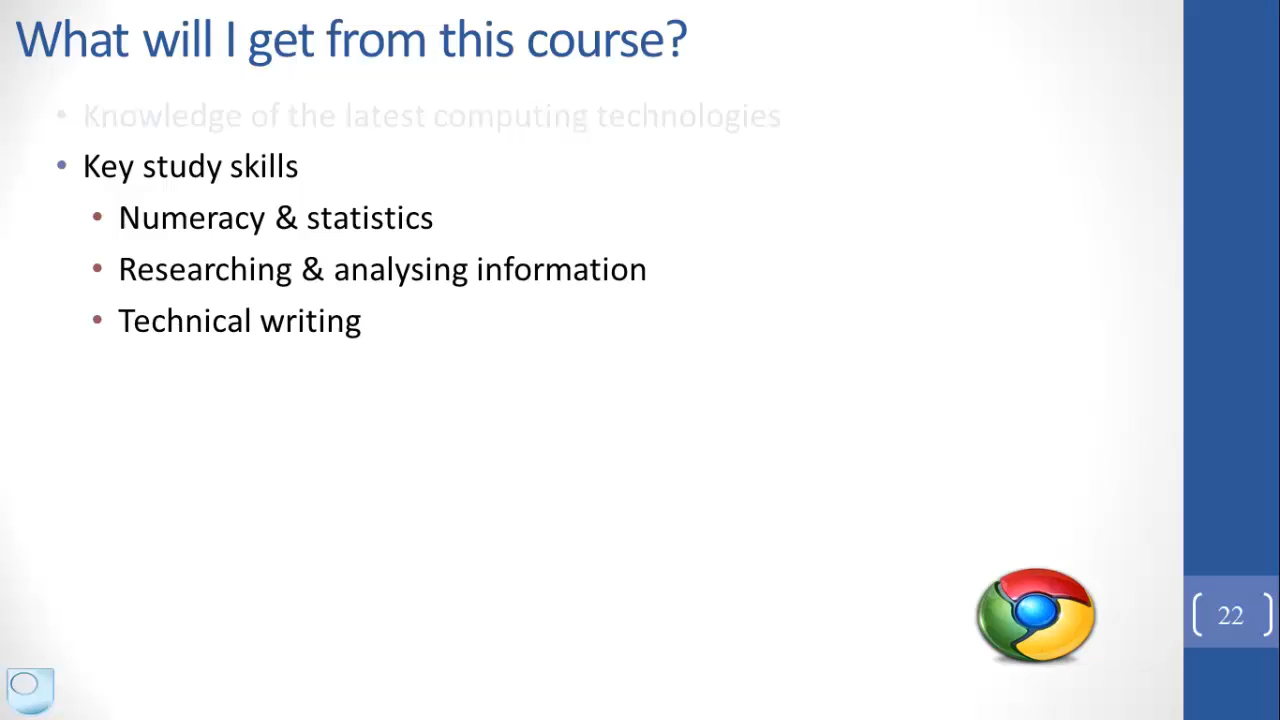 What will I get from this course?
• Knowledge of the latest computing technologies
• Key study skills
• Numeracy & statistics
• Researching & analysing information
• Technical writing
22